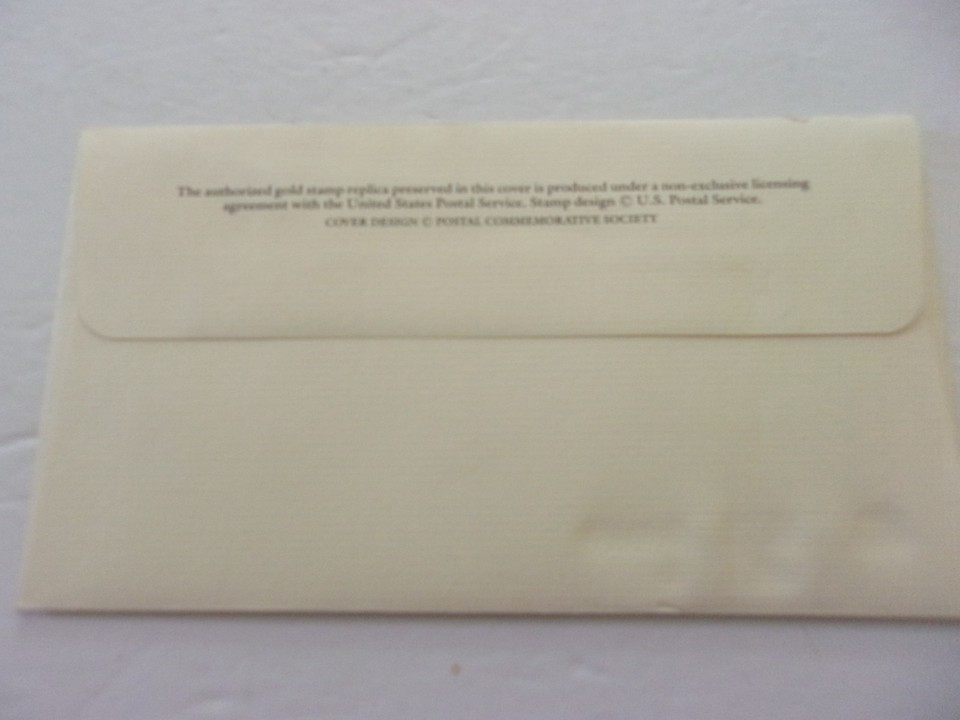 The authorized gold stamp replica preserved in this cover is produced under a non-exclusive licensing
agreement with the United States Postal Service. Stamp design © U.S. Postal Service.
COVER DESIGN © POSTAL COMMEMORATIVE SOCIETY